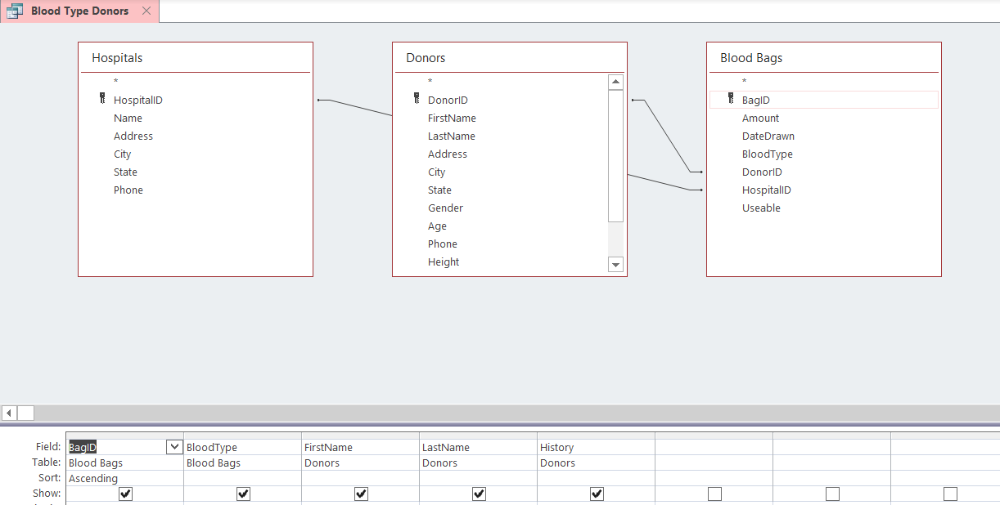 Blood Type Donors
Hospitals
*
HospitalID
Name
Address
City
State
Phone
Donors
*
DonorID
FirstName
LastName
Address
City
State
Gender
Age
Phone
Height
Blood Bags
*
BagID
Amount
DateDrawn
BloodType
DonorID
HospitalID
Useable
Field: BagID BloodType FirstName LastName History
Table: Blood Bags Blood Bags Donors Donors Donors
Sort: Ascending
Show: